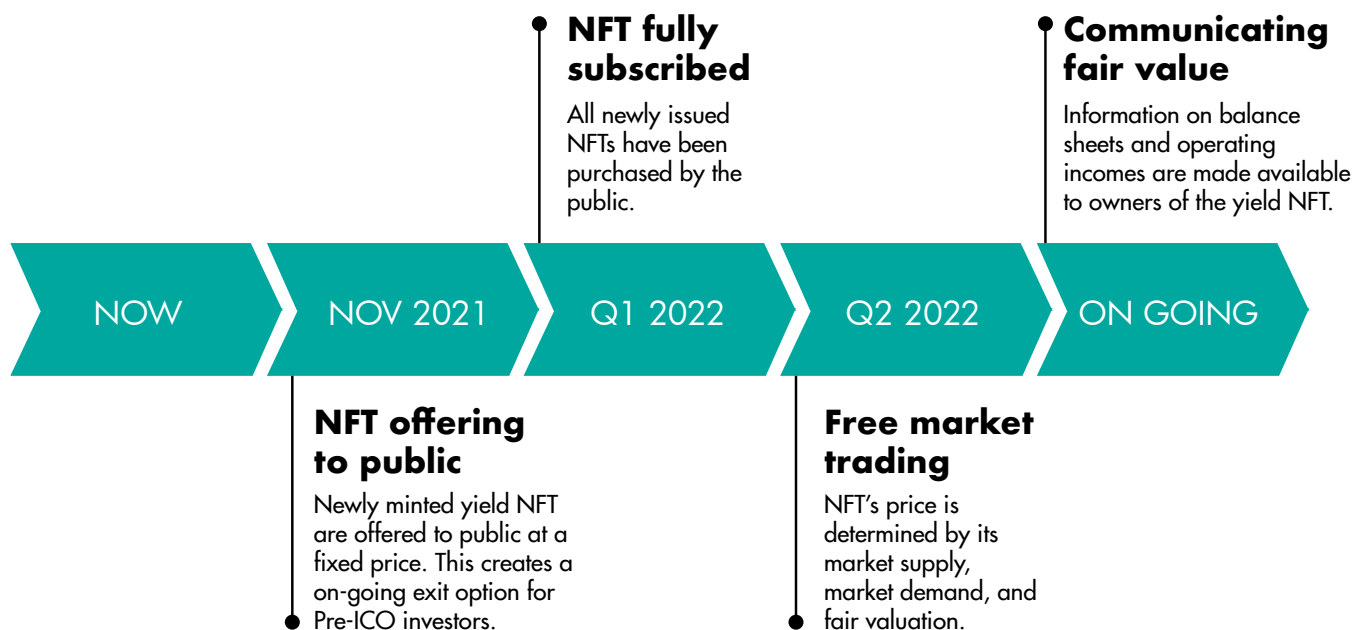 NFT fully
subscribed
All newly issued
NFTs have been
purchased by the
public.
Communicating
fair value
Information on balance
sheets and operating
incomes are made available
to owners of the yield NFT.
NOW
NOV 2021
Q1 2022
Q2 2022
ON GOING
NFT offering
to public
Newly minted yield NFT
are offered to public at a
fixed price. This creates a
on-going exit option for
Pre-ICO investors.
Free market
trading
NFT’s price is
determined by its
market supply,
market demand, and
fair valuation.